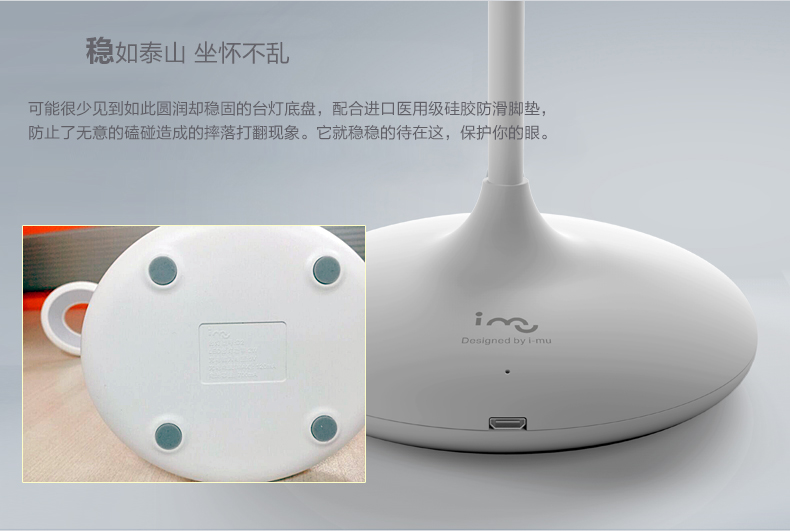 稳如泰山 坐怀不乱
可能很少见到如此圆润却稳固的台灯底盘，配合进口医用级硅胶防滑脚垫，
防止了无意的磕碰造成的摔落打翻现象。它就稳稳的待在这，保护你的眼。
imu
Designed by i-mu